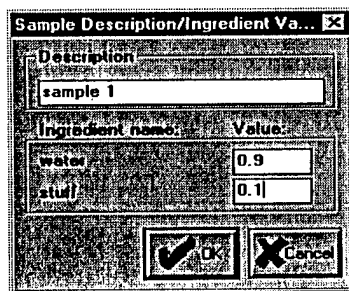 Sample Description/Ingredient Va...
Description
sample 1
Ingredient name: Value:
water 0.9
stuff 0.1
OK Cancel